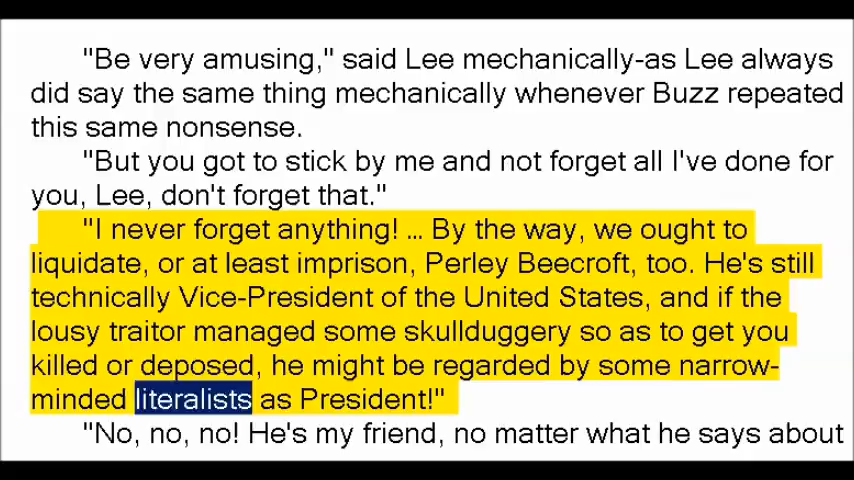 "Be very amusing," said Lee mechanically-as Lee always
did say the same thing mechanically whenever Buzz repeated
this same nonsense.
"But you got to stick by me and not forget all I've done for
you, Lee, don't forget that."
"I never forget anything! ... By the way, we ought to
liquidate, or at least imprison, Perley Beecroft, too. He's still
technically Vice-President of the United States, and if the
lousy traitor managed some skullduggery so as to get you
killed or deposed, he might be regarded by some narrow-
minded literalists as President!"
"No, no, no! He's my friend, no matter what he says about